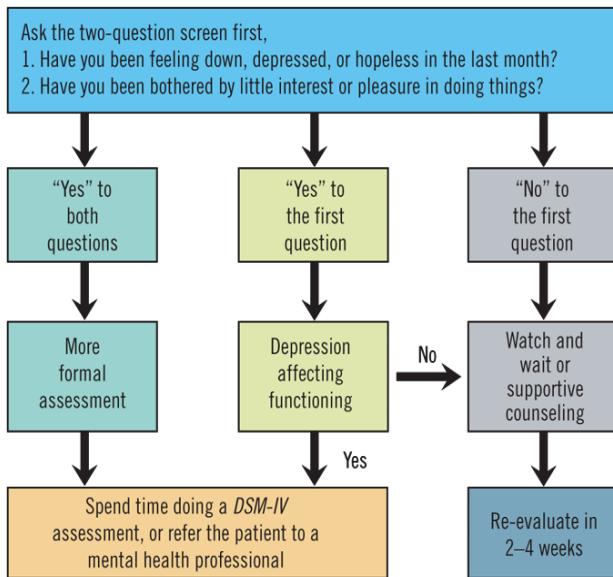 Ask the two-question screen first,
1. Have you been feeling down, depressed, or hopeless in the last month?
2. Have you been bothered by little interest or pleasure in doing things?
“Yes” to
both
questions
“Yes” to
the first
question
“No” to
the first
question
More
formal
assessment
Depression
affecting
functioning
No
Watch and
wait or
supportive
counseling
Yes
Spend time doing a DSM-IV
assessment, or refer the patient to a
mental health professional
Re-evaluate in
2–4 weeks